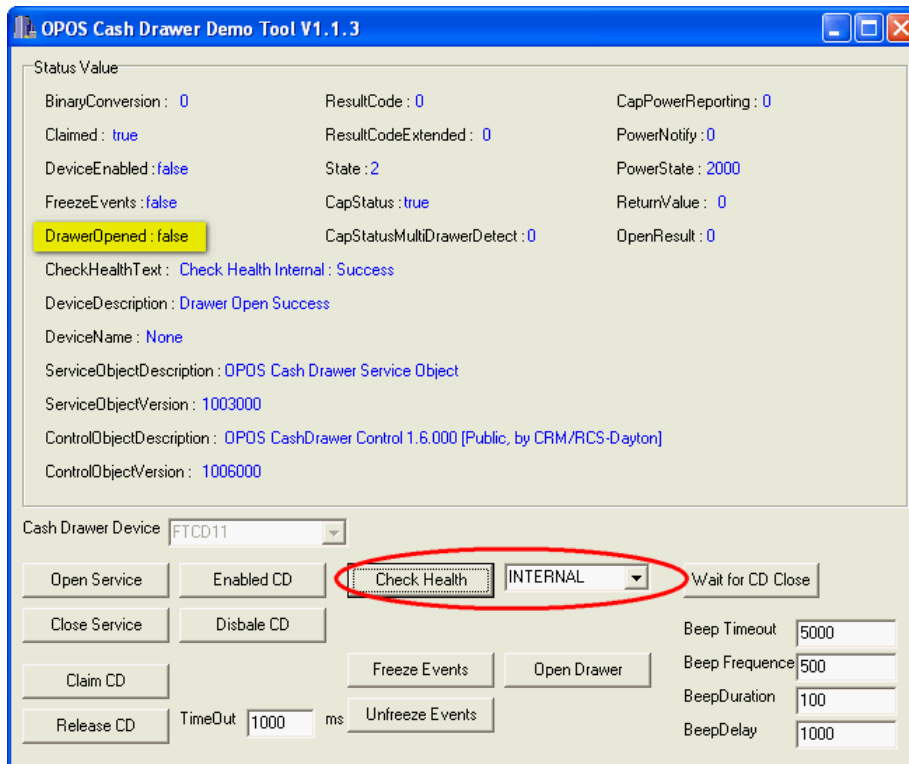 OPOS Cash Drawer Demo Tool V1.1.3
Status Value
BinaryConversion : 0 ResultCode : 0 CapPowerReporting : 0
Claimed : true ResultCodeExtended : 0 PowerNotify : 0
DeviceEnabled : false State : 2 PowerState : 2000
FreezeEvents : false CapStatus : true ReturnValue : 0
DrawerOpened : false CapStatusMultiDrawerDetect : 0 OpenResult : 0
CheckHealthText : Check Health Internal : Success
DeviceDescription : Drawer Open Success
DeviceName : None
ServiceObjectDescription : OPOS Cash Drawer Service Object
ServiceObjectVersion : 1003000
ControlObjectDescription : OPOS CashDrawer Control 1.6.000 [Public, by CRM/RCS-Dayton]
ControlObjectVersion : 1006000
Cash Drawer Device FTCD11
Open Service Enabled CD Check Health INTERNAL Wait for CD Close
Close Service Disbale CD
Beep Timeout 5000
Claim CD Freeze Events Open Drawer Beep Frequence 500
Release CD TimeOut 1000 ms Unfreeze Events BeepDuration 100
BeepDelay 1000